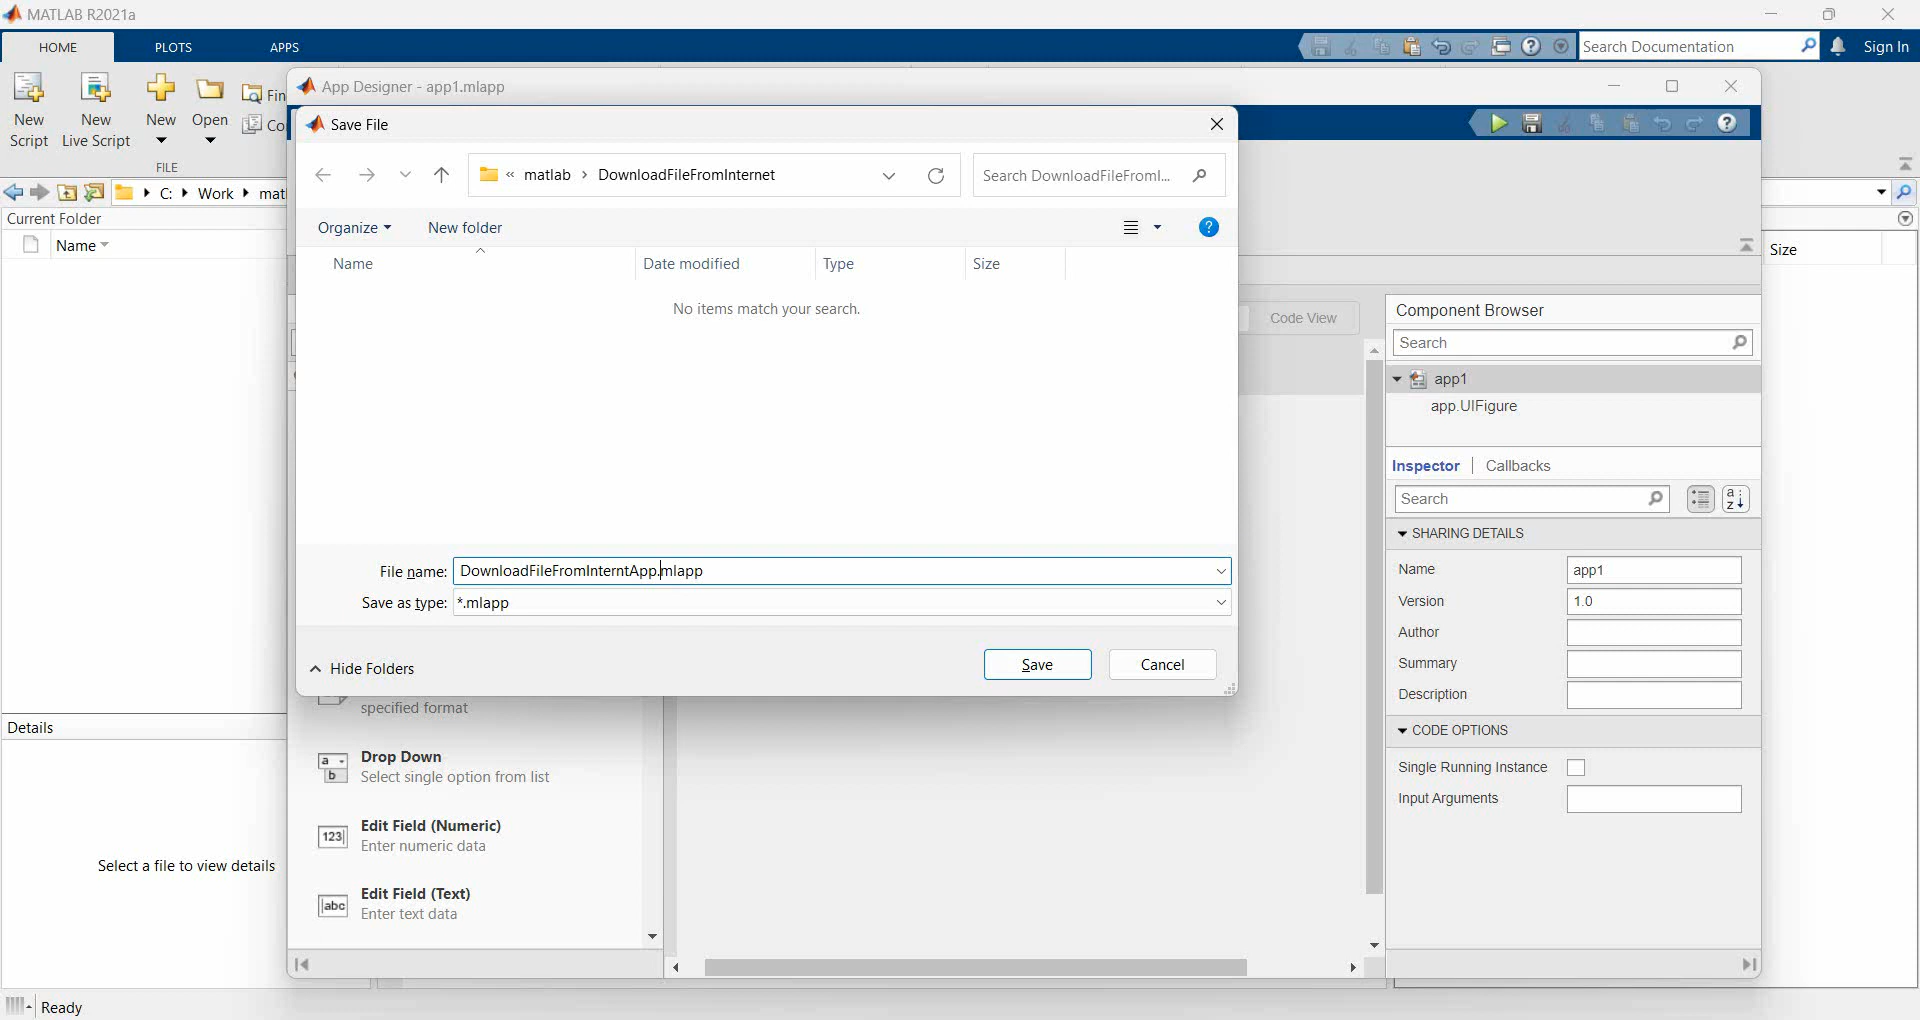 MATLAB R2021a
HOME PLOTS APPS
Search Documentation
Sign In
New Script
New Live Script
New
Open
FILE
C: Work
Current Folder
Name
Size
Details
Select a file to view details
Ready
App Designer - app1.mlapp
Save File
« matlab > DownloadFileFromInternet
Search DownloadFileFromI...
Organize
New folder
Name
Date modified
Type
Size
No items match your search.
File name: DownloadFileFromInterntApp.mlapp
Save as type: *.mlapp
Hide Folders
Save
Cancel
specified format
Drop Down
Select single option from list
Edit Field (Numeric)
Enter numeric data
Edit Field (Text)
Enter text data
Code View
Component Browser
Search
app1
app.UIFigure
Inspector | Callbacks
Search
SHARING DETAILS
Name app1
Version 1.0
Author
Summary
Description
CODE OPTIONS
Single Running Instance
Input Arguments